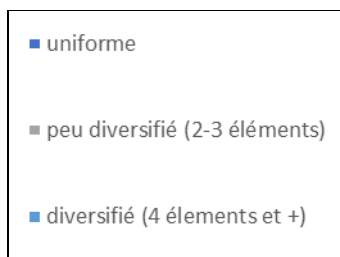 uniforme
peu diversifié (2-3 éléments)
diversifié (4 élements et +)